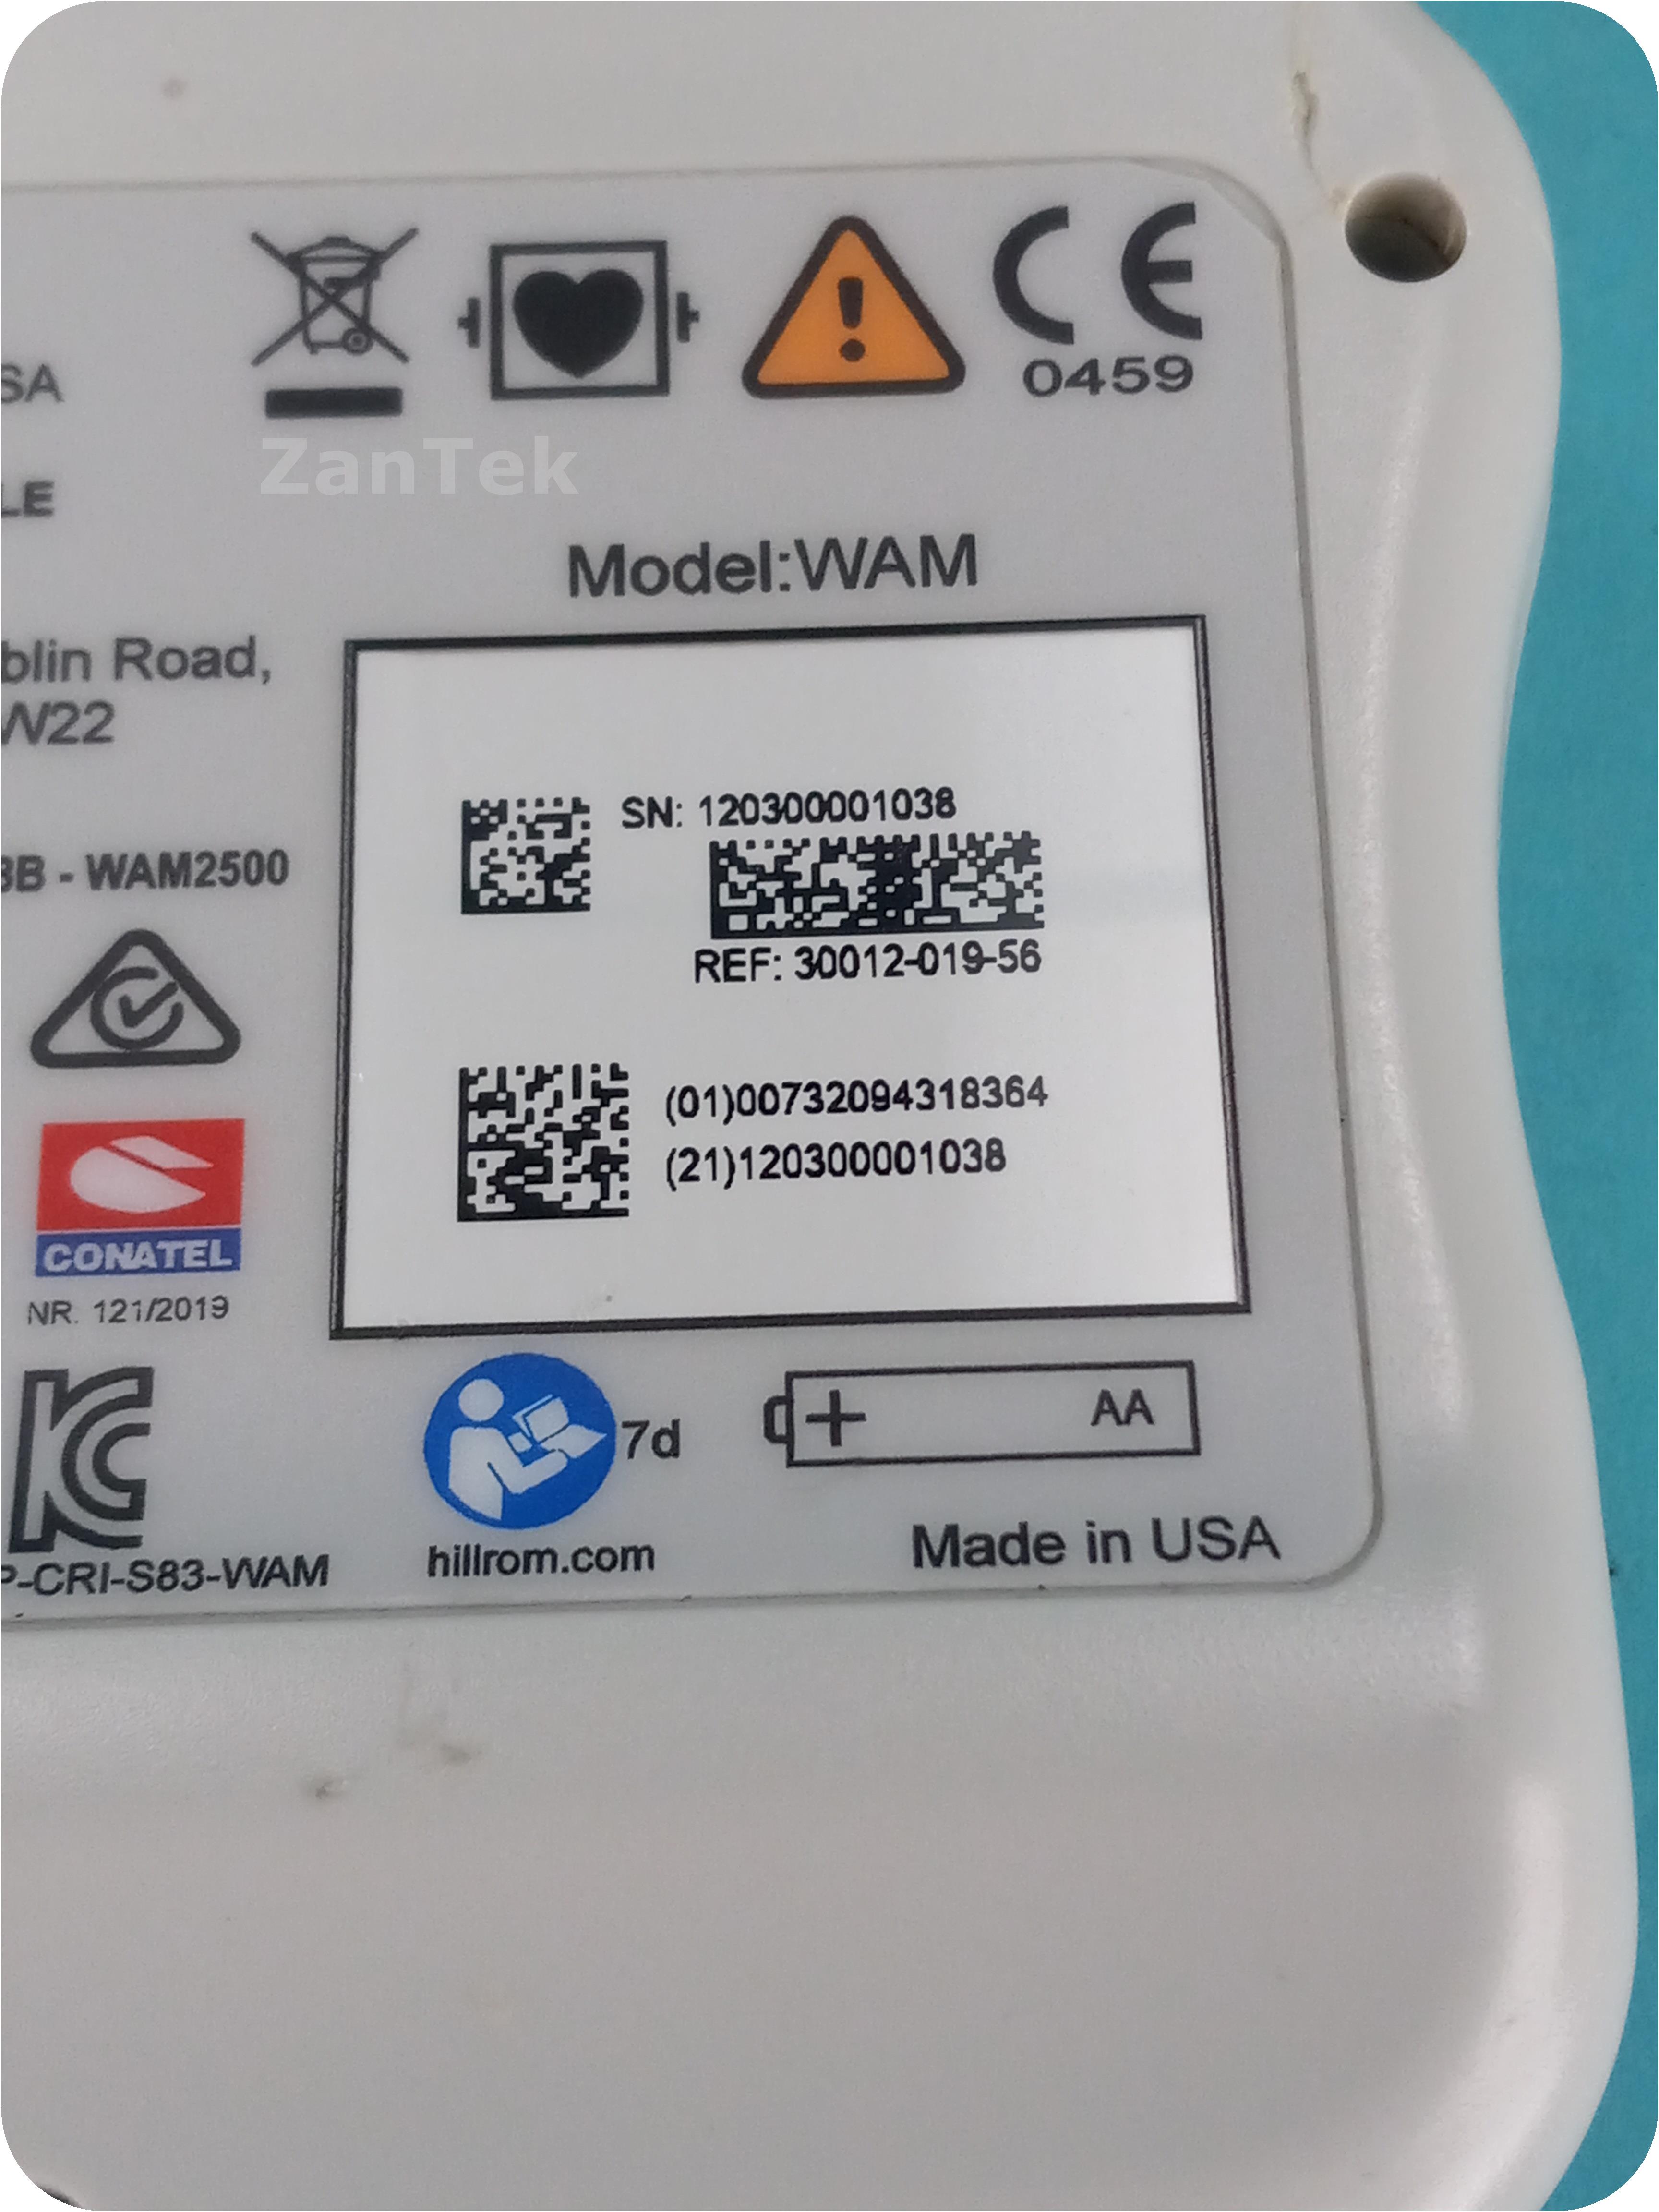 SA
0459
ZanTek
LE
Model:WAM
blin Road,
W22
SN: 120300001038
BB - WAM2500
REF: 30012-019-56
(01)00732094318364
(21)120300001038
CONATEL
NR. 121/2019
+ AA
7d
hillrom.com
Made in USA
P-CRI-S83-WAM